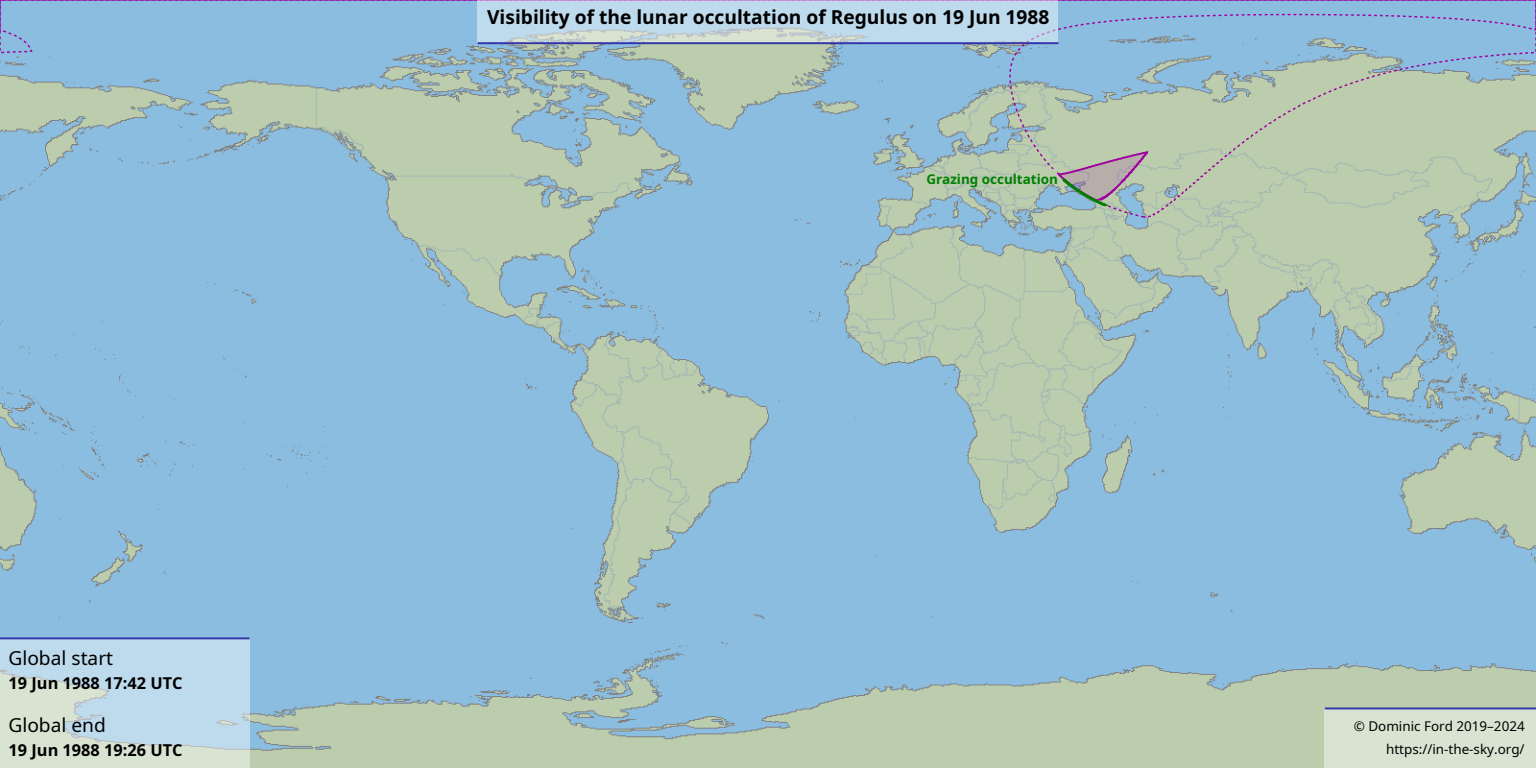 Visibility of the lunar occultation of Regulus on 19 Jun 1988
Grazing occultation
Global start
19 Jun 1988 17:42 UTC
Global end
19 Jun 1988 19:26 UTC
© Dominic Ford 2019–2024
https://in-the-sky.org/